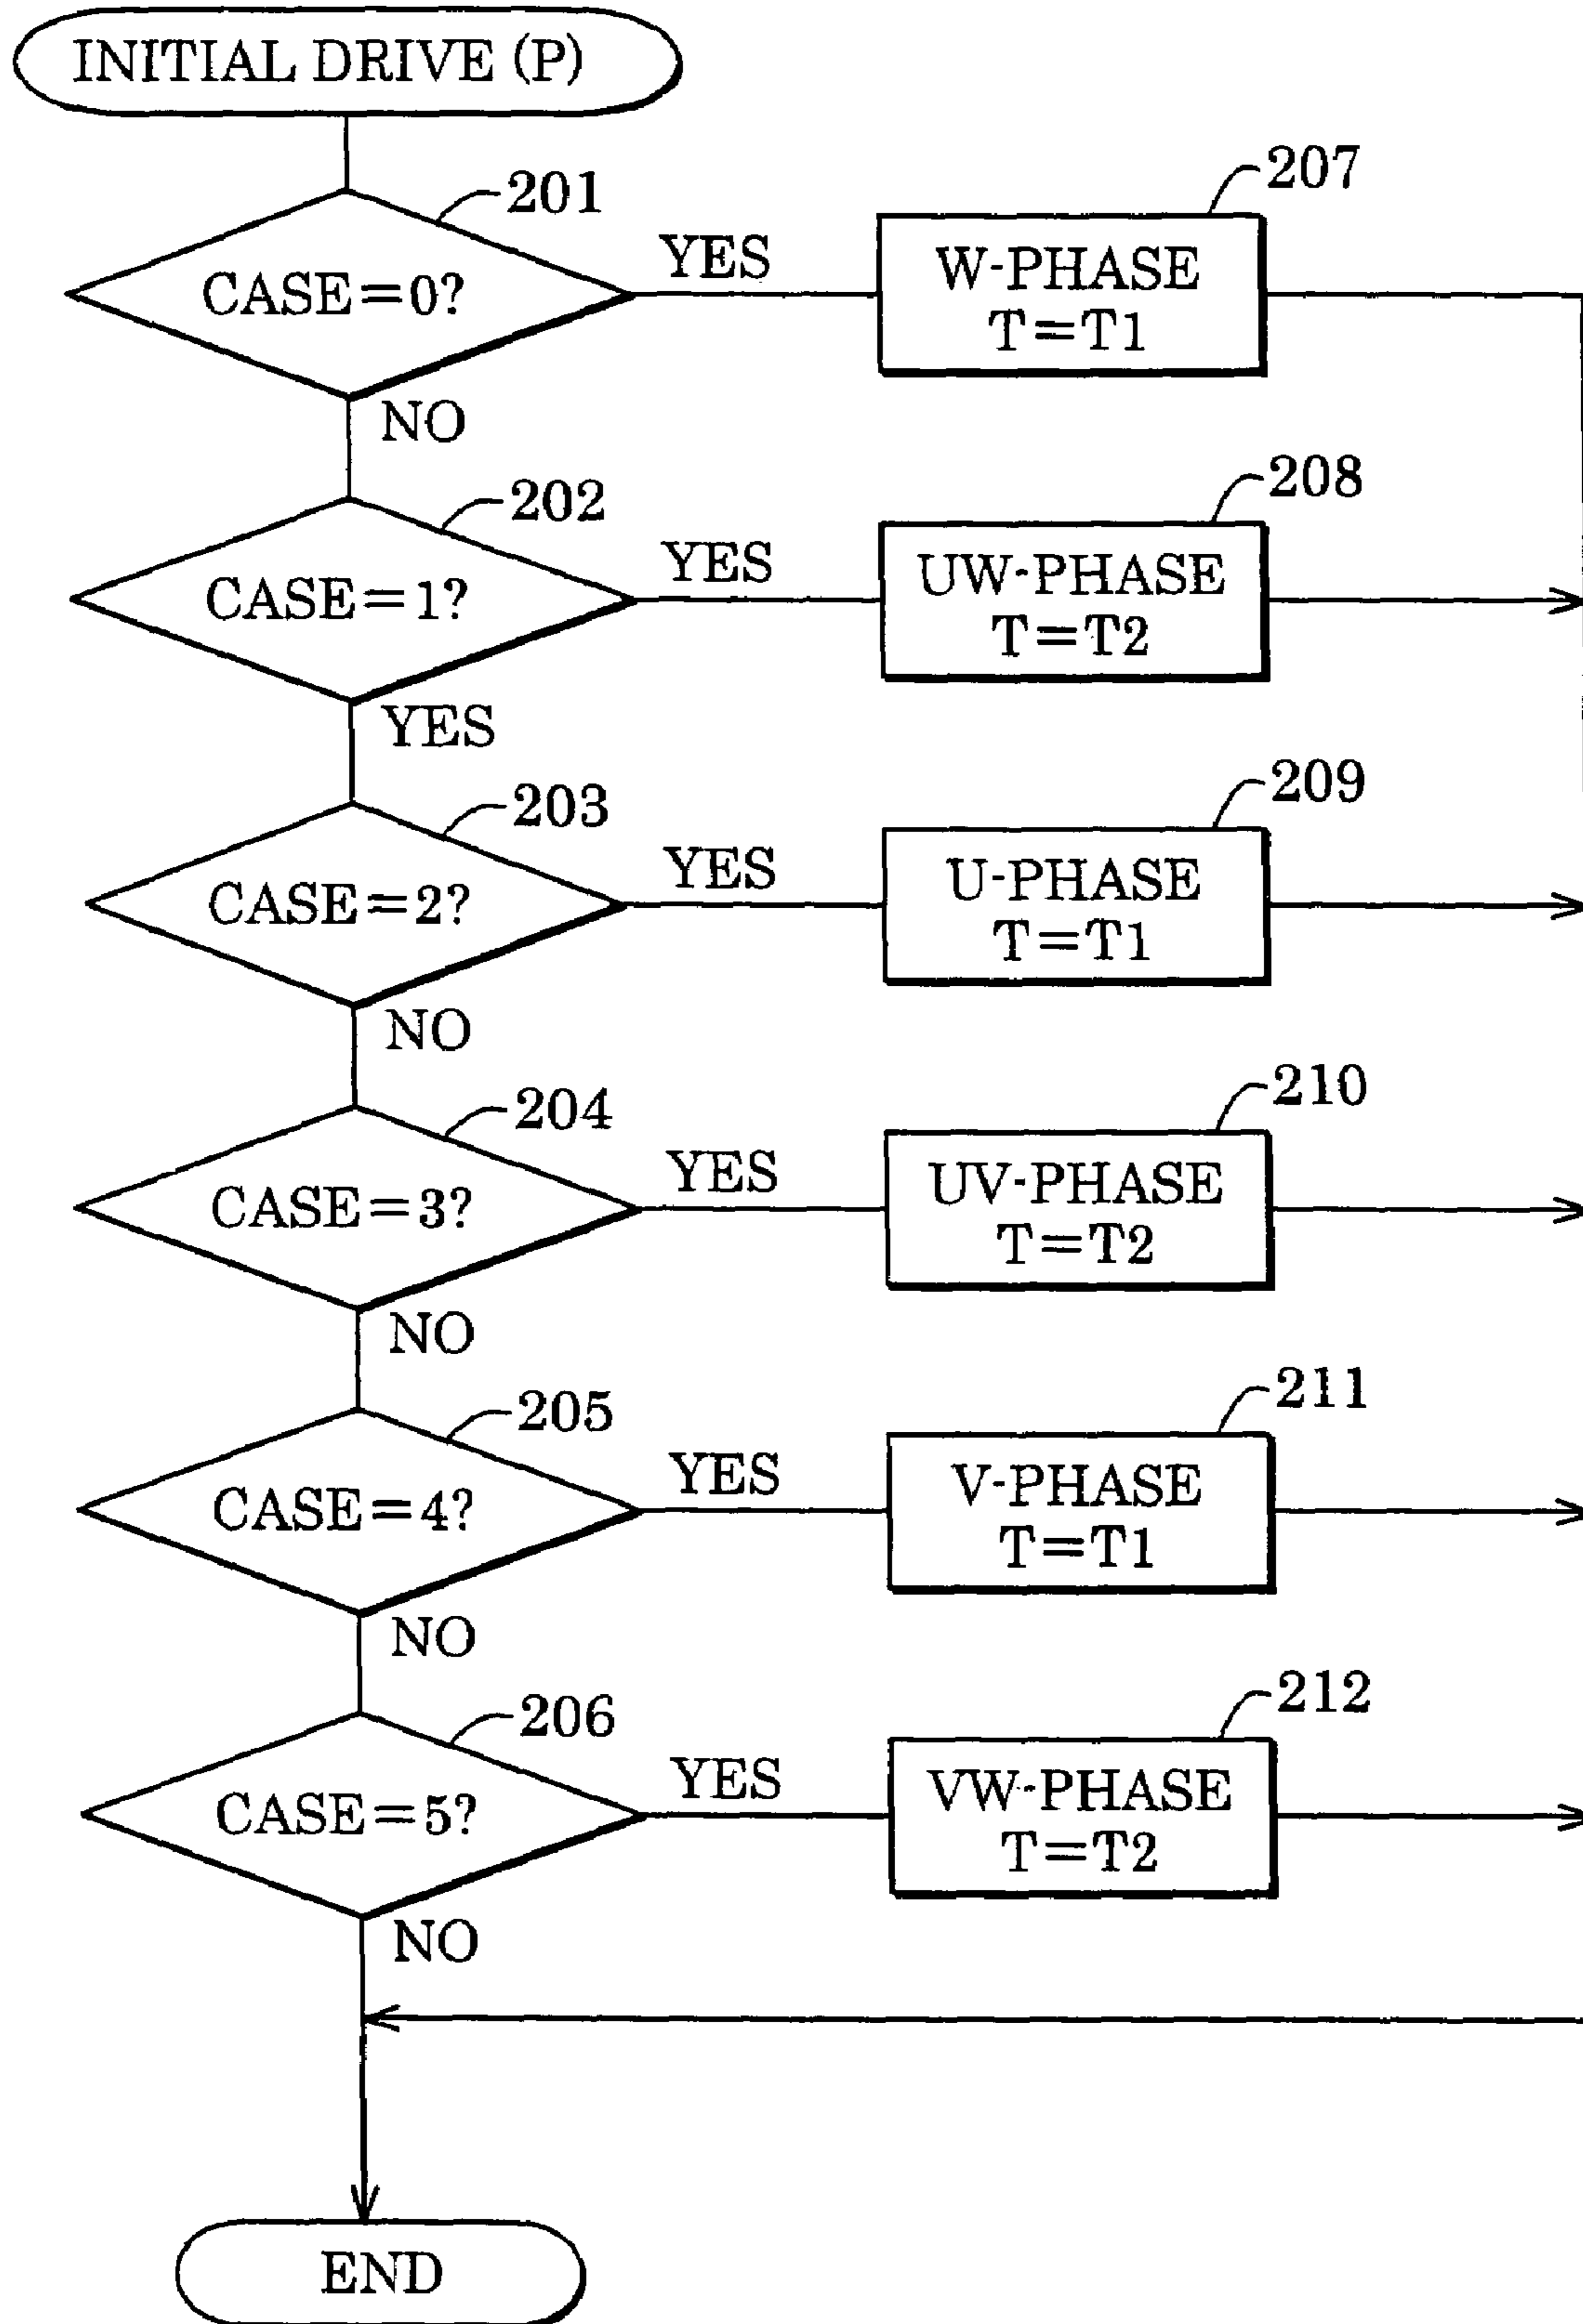 INITIAL DRIVE (P)
201
CASE=0?
YES
207
W-PHASE
T=T1
NO
202
CASE=1?
YES
208
UW-PHASE
T=T2
YES
203
CASE=2?
YES
209
U-PHASE
T=T1
NO
204
CASE=3?
YES
210
UV-PHASE
T=T2
NO
205
CASE=4?
YES
211
V-PHASE
T=T1
NO
206
CASE=5?
YES
212
VW-PHASE
T=T2
NO
END